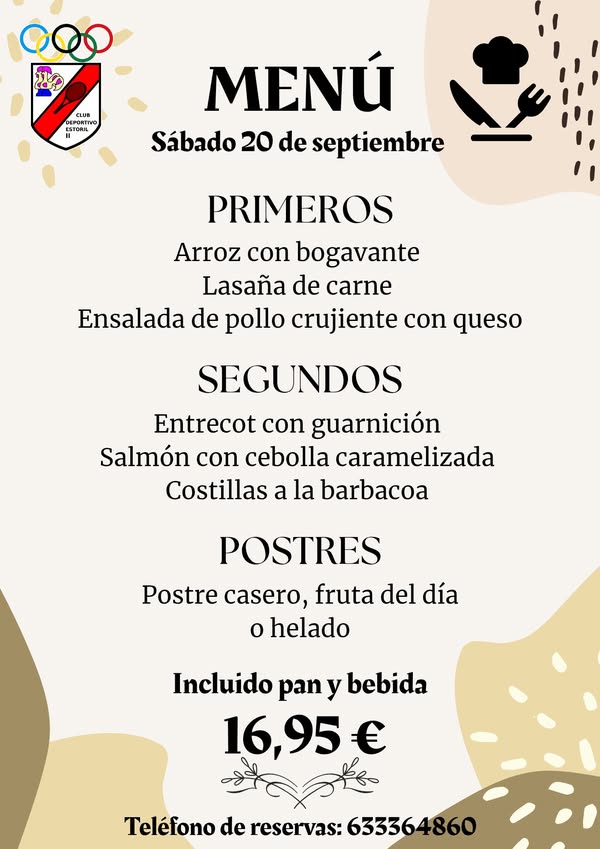 CLUB
DEPORTIVO
ESTORIL
II
MENÚ
Sábado 20 de septiembre
PRIMEROS
Arroz con bogavante
Lasaña de carne
Ensalada de pollo crujiente con queso
SEGUNDOS
Entrecot con guarnición
Salmón con cebolla caramelizada
Costillas a la barbacoa
POSTRES
Postre casero, fruta del día
o helado
Incluido pan y bebida
16,95 €
Teléfono de reservas: 633364860